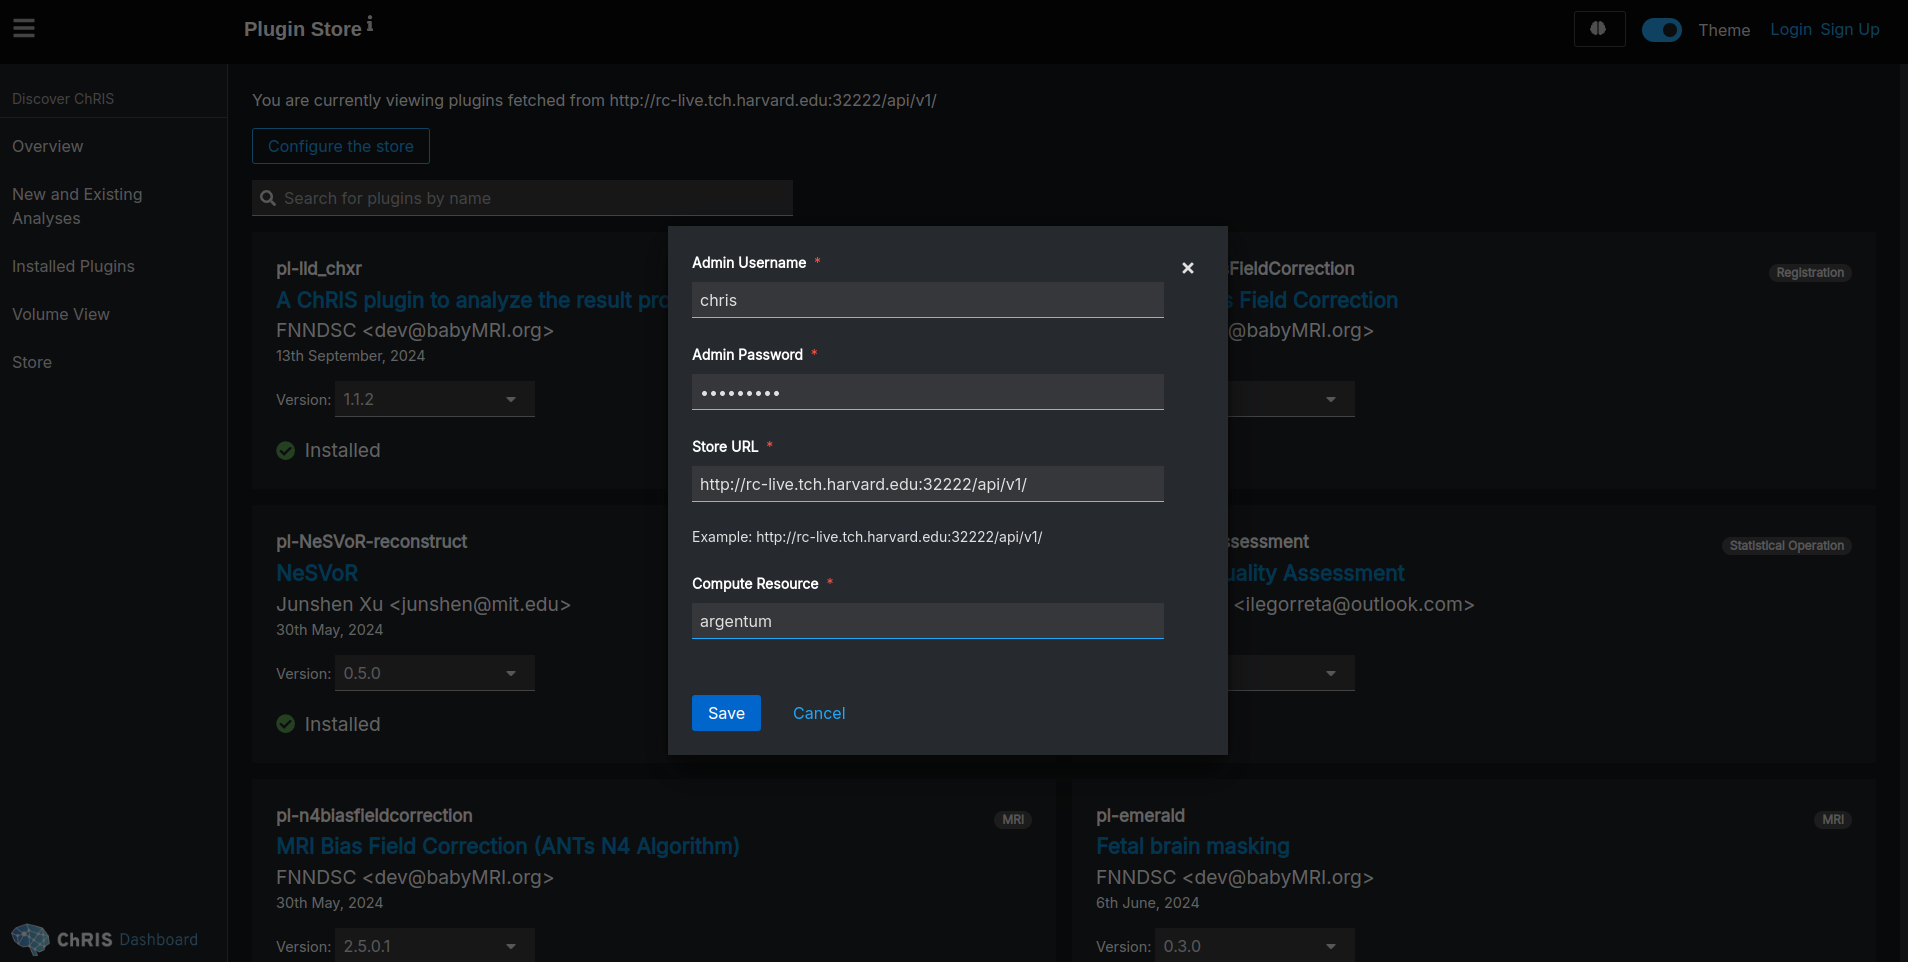 Plugin Store i
Theme
Login Sign Up
Discover ChRIS
Overview
New and Existing
Analyses
Installed Plugins
Volume View
Store
ChRIS Dashboard
You are currently viewing plugins fetched from http://rc-live.tch.harvard.edu:32222/api/v1/
Configure the store
Search for plugins by name
pl-lld_chxr
A ChRIS plugin to analyze the result pro
FNNDSC <dev@babyMRI.org>
13th September, 2024
Version: 1.1.2
Installed
FieldCorrection
Registration
s Field Correction
@babyMRI.org>
pl-NeSVoR-reconstruct
NeSVoR
Junshen Xu <junshen@mit.edu>
30th May, 2024
Version: 0.5.0
Installed
ssessment
Statistical Operation
uality Assessment
<ilegorreta@outlook.com>
pl-n4biasfieldcorrection
MRI
MRI Bias Field Correction (ANTs N4 Algorithm)
FNNDSC <dev@babyMRI.org>
30th May, 2024
Version: 2.5.0.1
pl-emerald
MRI
Fetal brain masking
FNNDSC <dev@babyMRI.org>
6th June, 2024
Version: 0.3.0
Admin Username *
chris
Admin Password *
•••••••••
Store URL *
http://rc-live.tch.harvard.edu:32222/api/v1/
Example: http://rc-live.tch.harvard.edu:32222/api/v1/
Compute Resource *
argentum
Save
Cancel